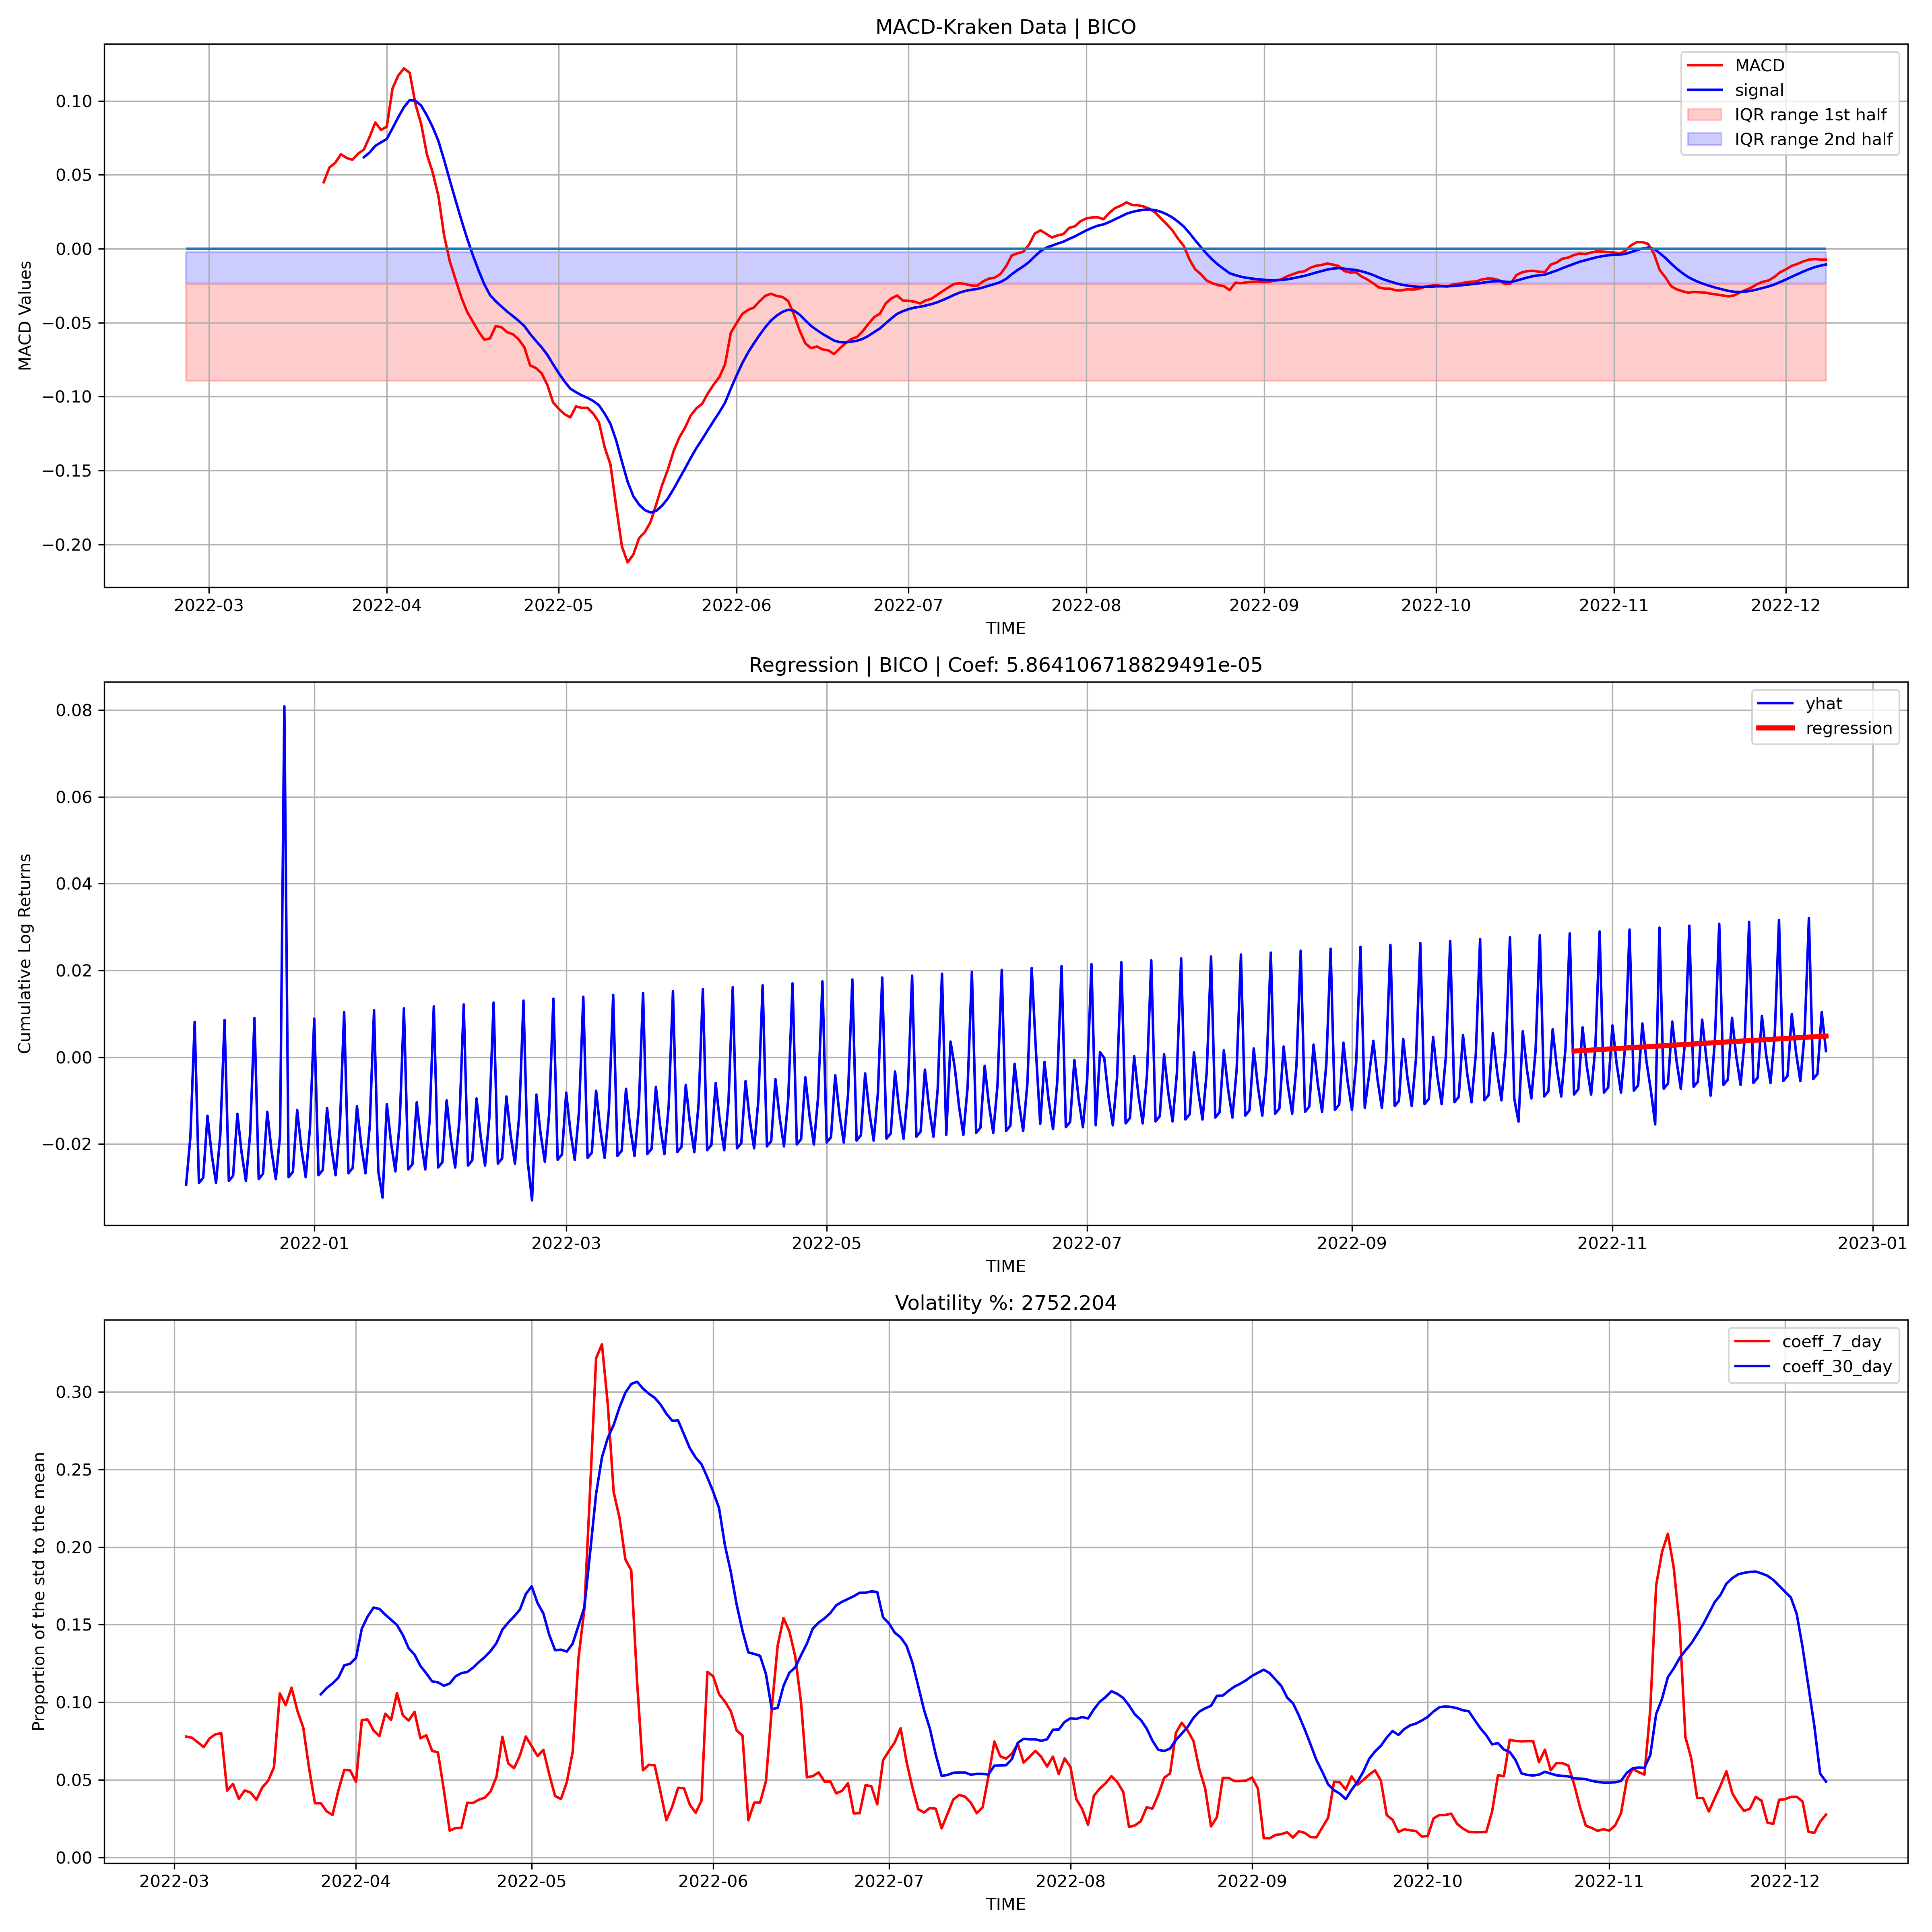 MACD-Kraken Data | BICO
MACD
signal
IQR range 1st half
IQR range 2nd half
MACD Values
0.10
0.05
0.00
−0.05
−0.10
−0.15
−0.20
2022-03 2022-04 2022-05 2022-06 2022-07 2022-08 2022-09 2022-10 2022-11 2022-12
TIME
Regression | BICO | Coef: 5.864106718829491e-05
yhat
regression
Cumulative Log Returns
0.08
0.06
0.04
0.02
0.00
−0.02
2022-01 2022-03 2022-05 2022-07 2022-09 2022-11 2023-01
TIME
Volatility %: 2752.204
coeff_7_day
coeff_30_day
Proportion of the std to the mean
0.30
0.25
0.20
0.15
0.10
0.05
0.00
2022-03 2022-04 2022-05 2022-06 2022-07 2022-08 2022-09 2022-10 2022-11 2022-12
TIME